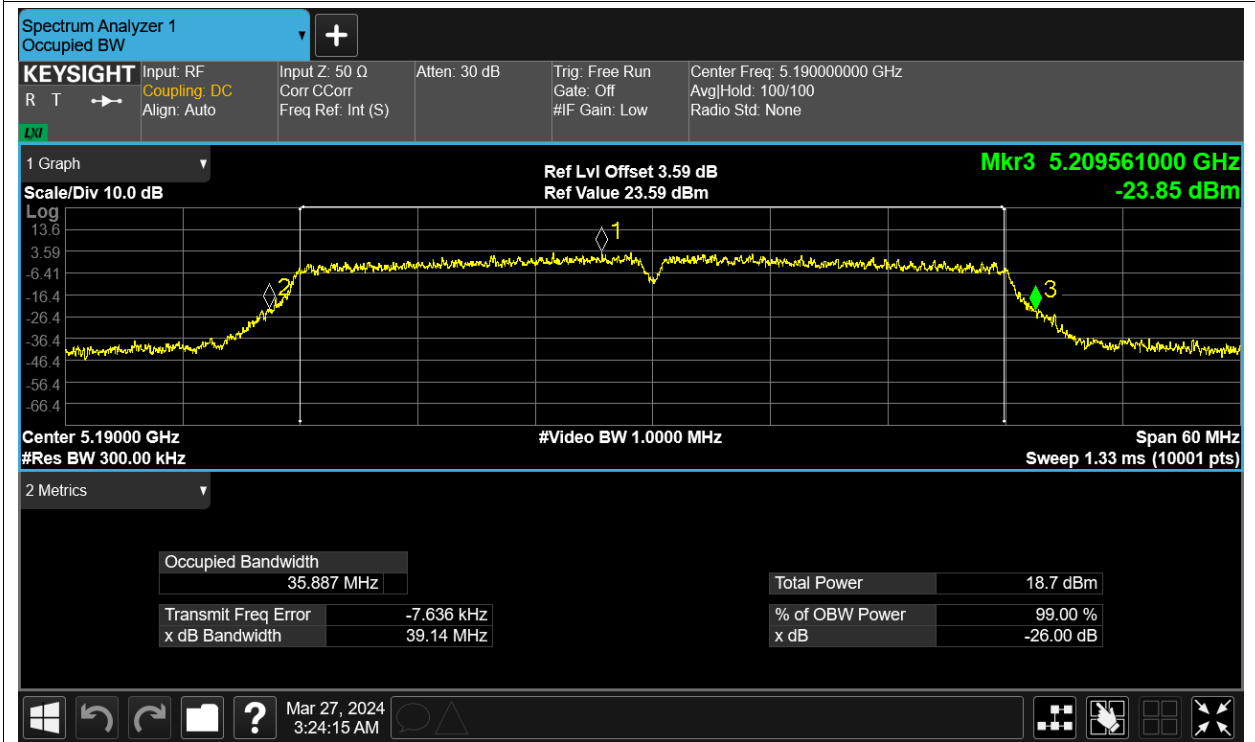 Spectrum Analyzer 1
Occupied BW
KEYSIGHT
R T
LXI
Input: RF
Coupling: DC
Align: Auto
Input Z: 50 Ω
Corr CCorr
Freq Ref: Int (S)
Atten: 30 dB
Trig: Free Run
Gate: Off
#IF Gain: Low
Center Freq: 5.190000000 GHz
Avg|Hold: 100/100
Radio Std: None
1 Graph
Scale/Div 10.0 dB
Ref Lvl Offset 3.59 dB
Ref Value 23.59 dBm
Mkr3 5.209561000 GHz
-23.85 dBm
Log
13.6
3.59
-6.41
-16.4
-26.4
-36.4
-46.4
-56.4
-66.4
1
2
3
Center 5.19000 GHz
#Res BW 300.00 kHz
#Video BW 1.0000 MHz
Span 60 MHz
Sweep 1.33 ms (10001 pts)
2 Metrics
Occupied Bandwidth
35.887 MHz
Transmit Freq Error -7.636 kHz
x dB Bandwidth 39.14 MHz
Total Power 18.7 dBm
% of OBW Power 99.00 %
x dB -26.00 dB
?
Mar 27, 2024
3:24:15 AM